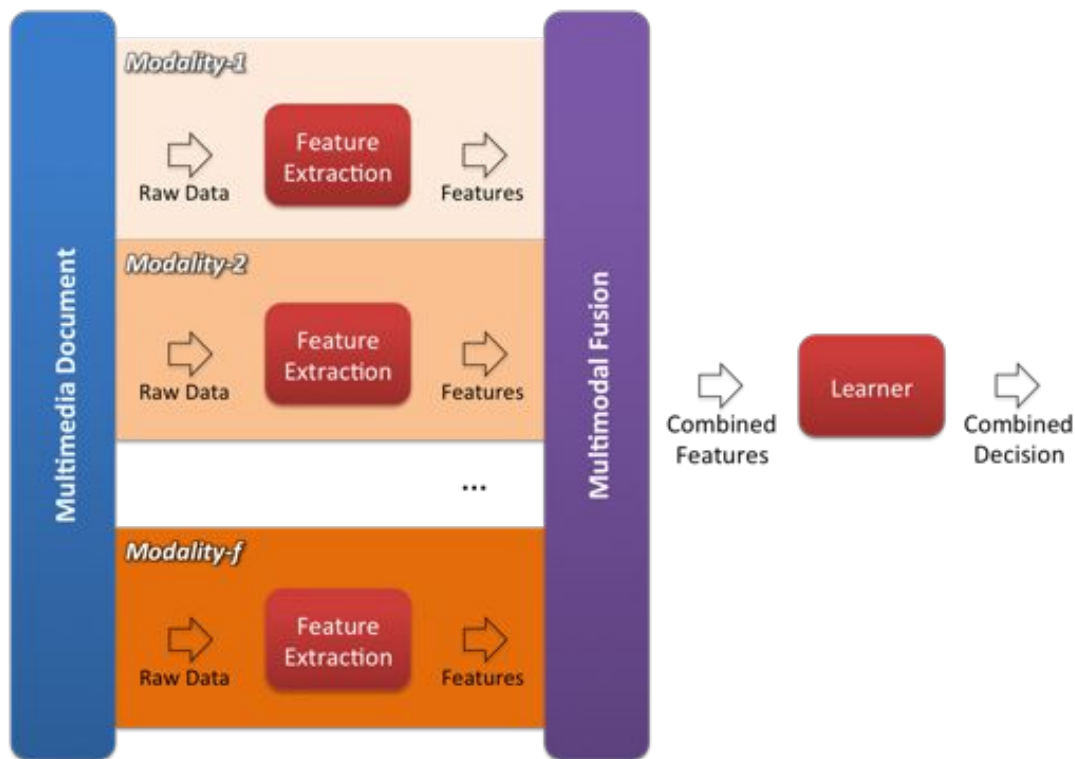 Multimedia Document
Modality-1
Raw Data
Feature
Extraction
Features
Modality-2
Raw Data
Feature
Extraction
Features
...
Modality-f
Raw Data
Feature
Extraction
Features
Multimodal Fusion
Combined
Features
Learner
Combined
Decision